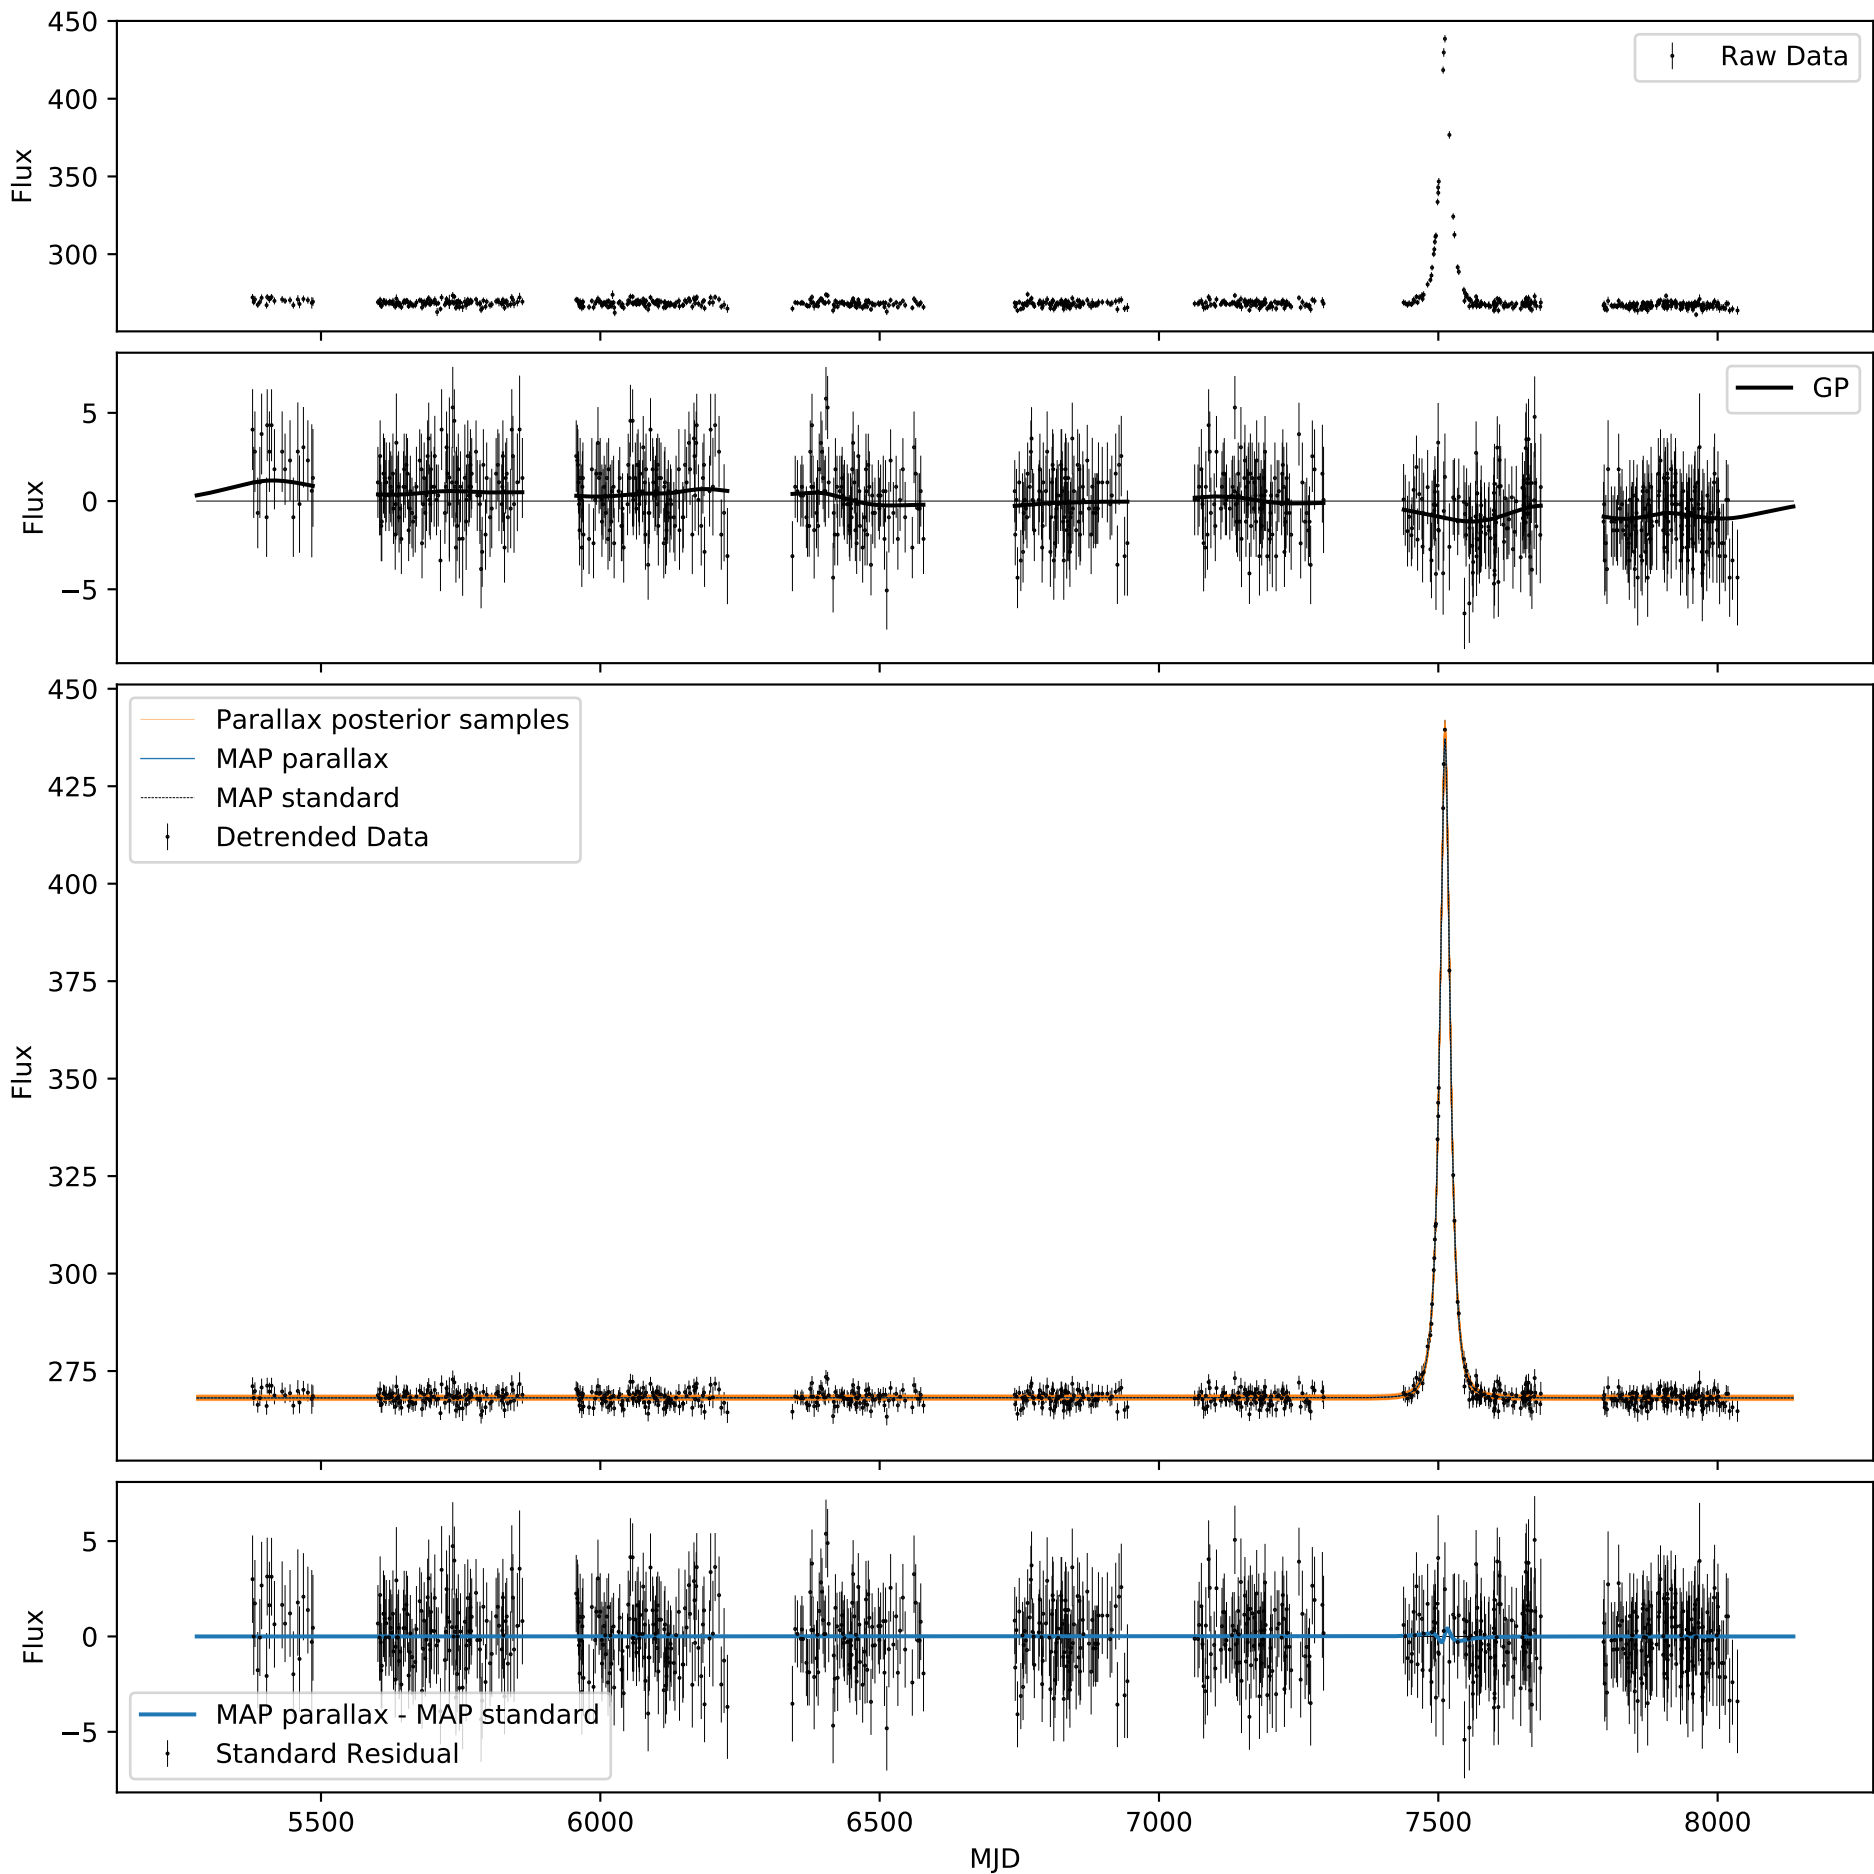 450
400
350
300
Flux
Raw Data
5
0
−5
Flux
GP
450
425
400
375
350
325
300
275
Flux
Parallax posterior samples
MAP parallax
MAP standard
Detrended Data
5
0
−5
Flux
MAP parallax - MAP standard
Standard Residual
5500 6000 6500 7000 7500 8000
MJD